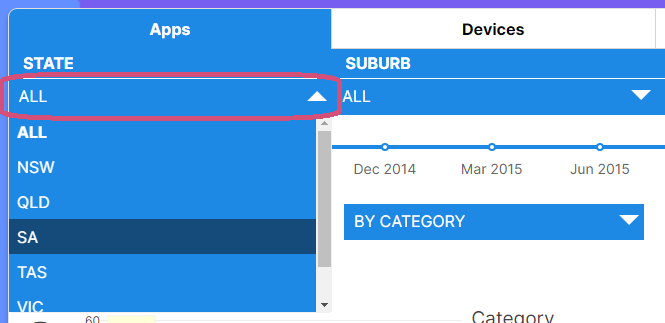 Apps
Devices
STATE
SUBURB
ALL
ALL
ALL
NSW
QLD
SA
TAS
VIC
Dec 2014
Mar 2015
Jun 2015
BY CATEGORY
60
Category